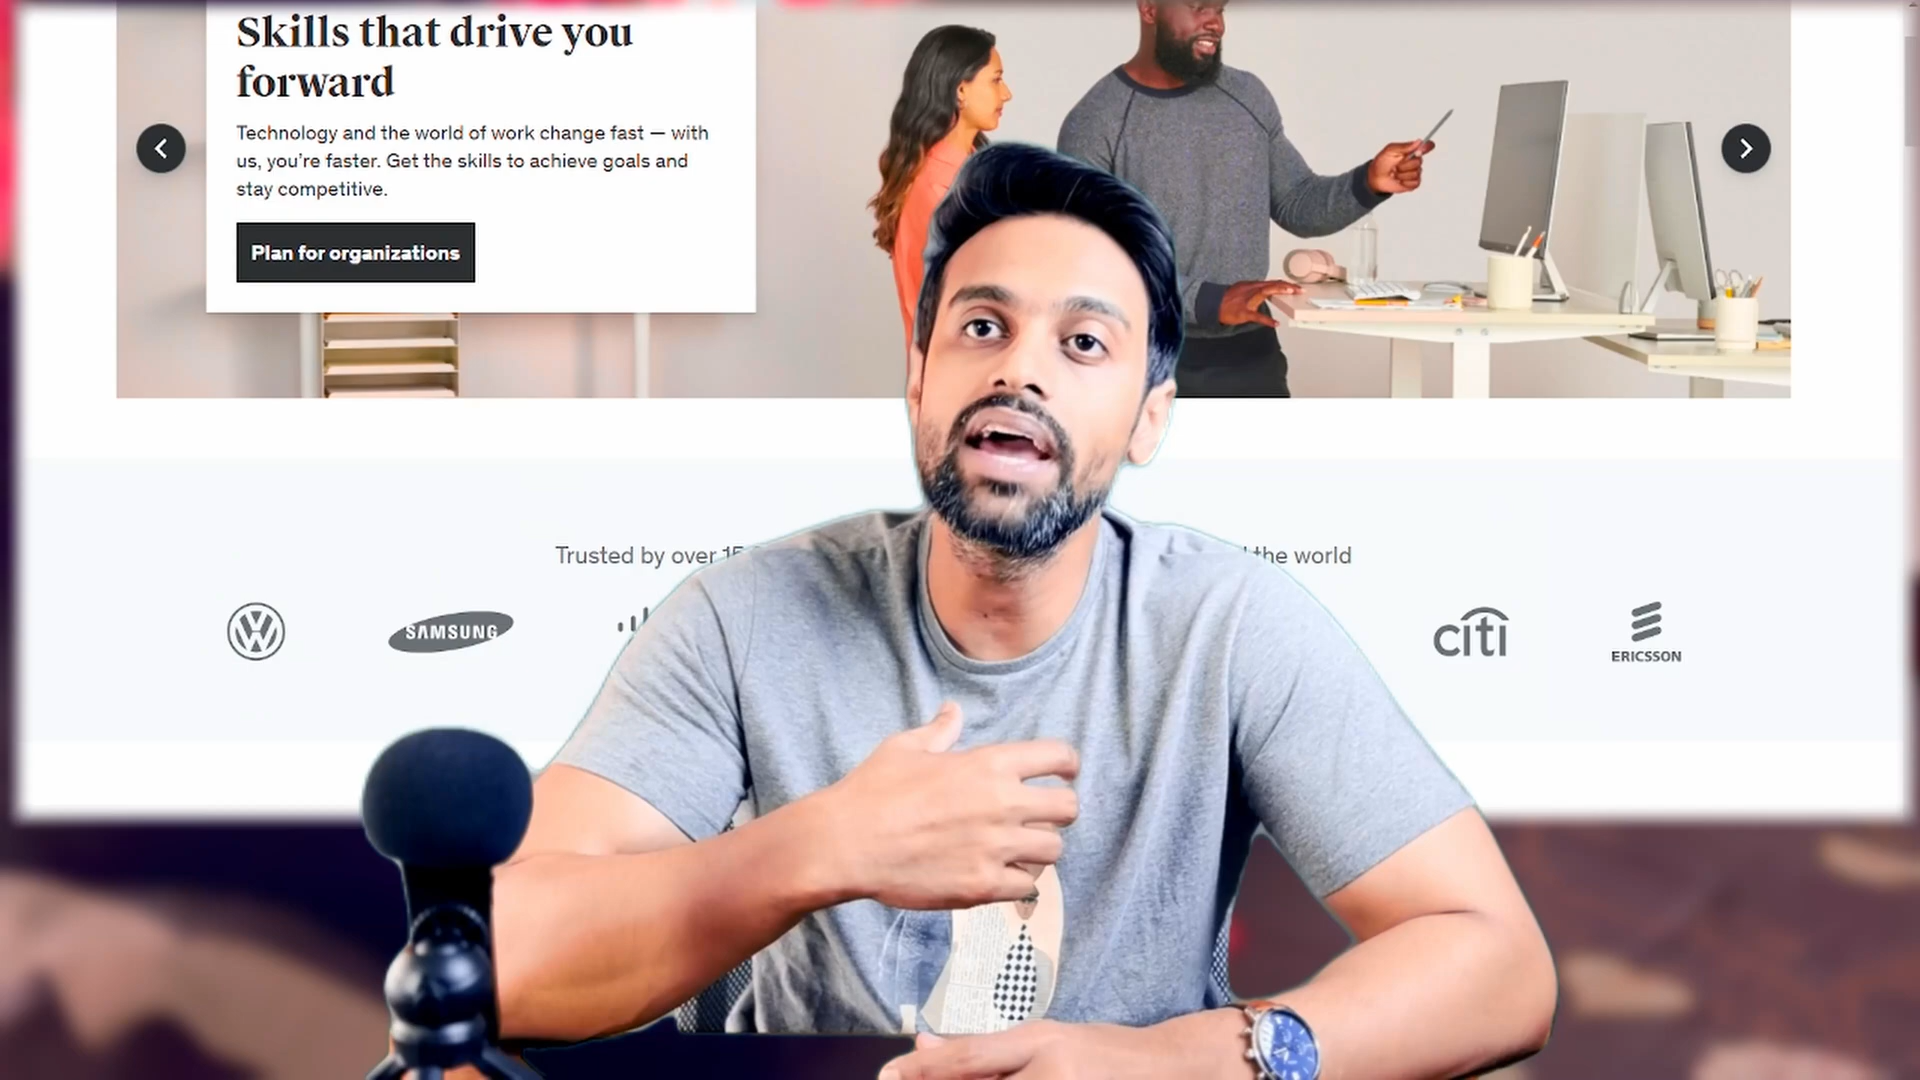 Skills that drive you
forward
Technology and the world of work change fast — with
us, you’re faster. Get the skills to achieve goals and
stay competitive.
Plan for organizations
Trusted by over the world
SAMSUNG
citi
ERICSSON